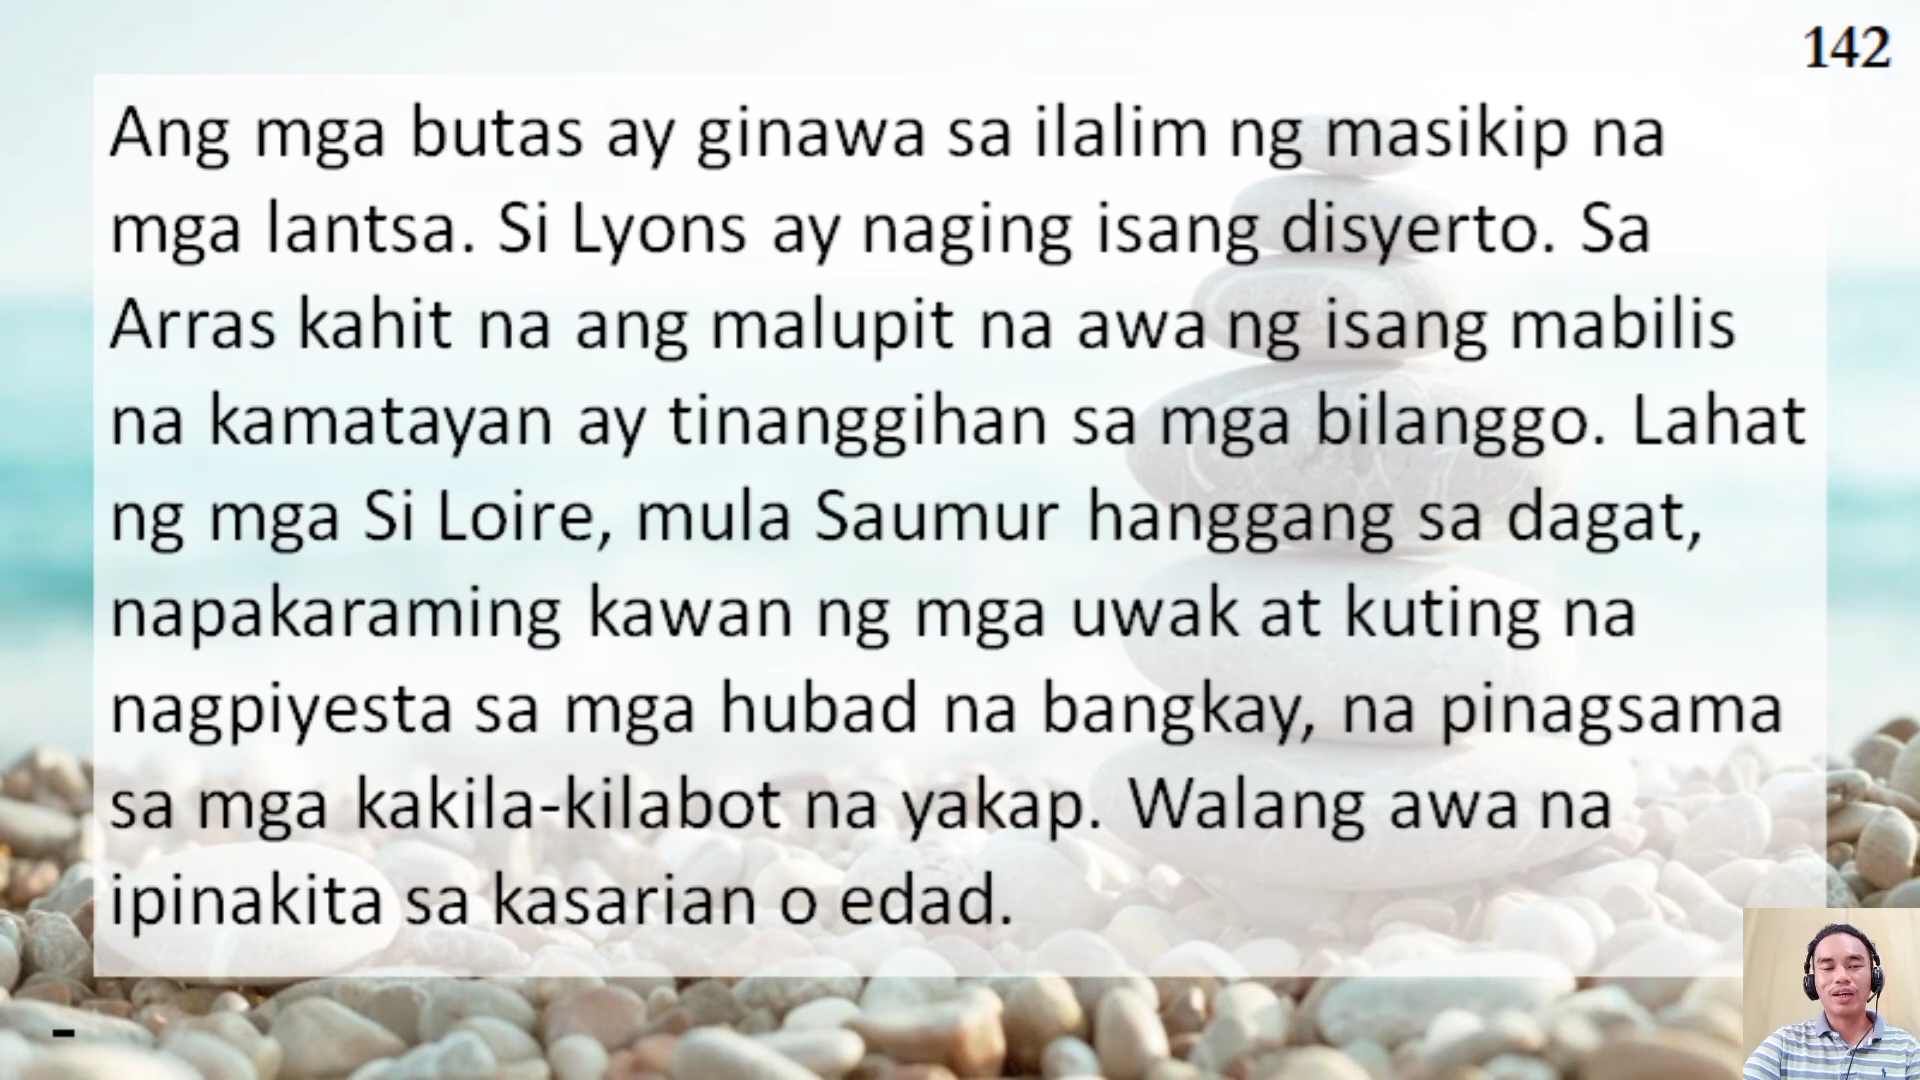 142
Ang mga butas ay ginawa sa ilalim ng masikip na
mga lantsa. Si Lyons ay naging isang disyerto. Sa
Arras kahit na ang malupit na awa ng isang mabilis
na kamatayan ay tinanggihan sa mga bilanggo. Lahat
ng mga Si Loire, mula Saumur hanggang sa dagat,
napakaraming kawan ng mga uwak at kuting na
nagpiyesta sa mga hubad na bangkay, na pinagsama
sa mga kakila-kilabot na yakap. Walang awa na
ipinakita sa kasarian o edad.
-